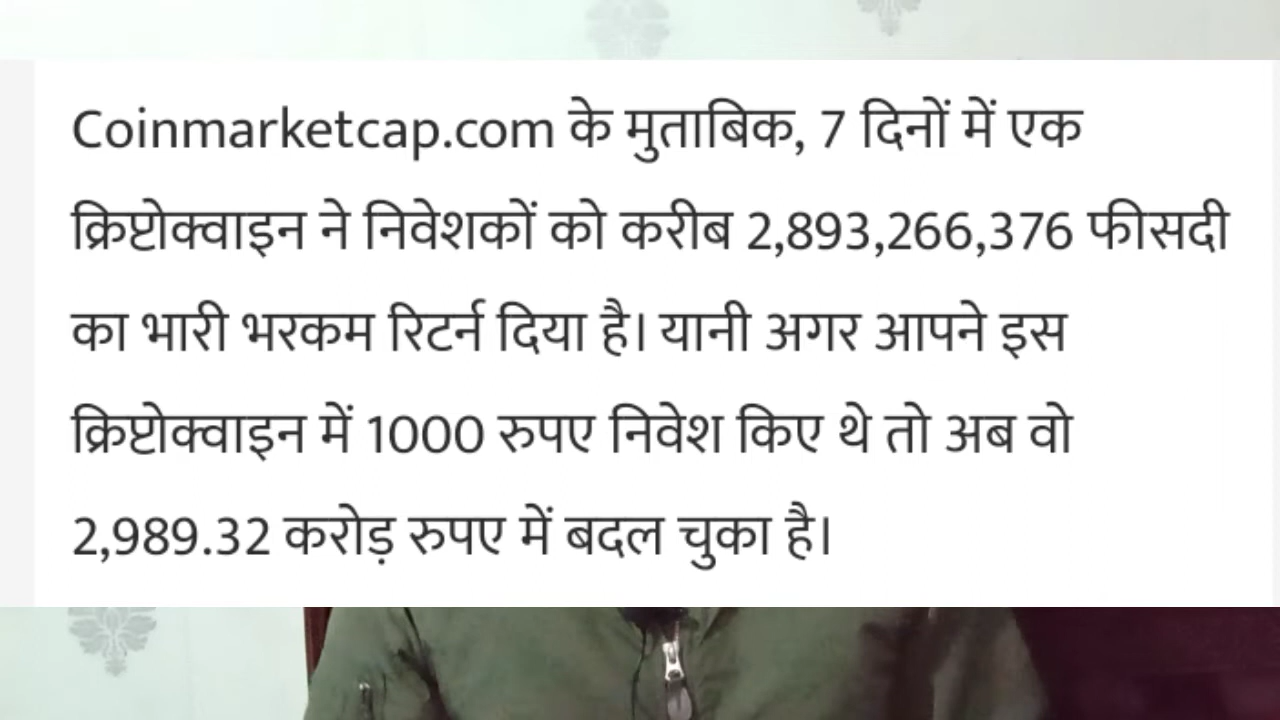 Coinmarketcap.com के मुताबिक, 7 दिनों में एक
क्रिप्टोक्वाइन ने निवेशकों को करीब 2,893,266,376 फीसदी
का भारी भरकम रिटर्न दिया है। यानी अगर आपने इस
क्रिप्टोक्वाइन में 1000 रुपए निवेश किए थे तो अब वो
2,989.32 करोड़ रुपए में बदल चुका है।